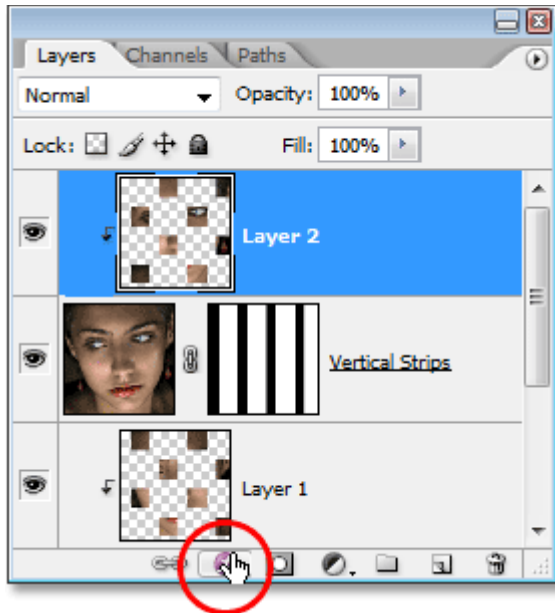 Layers Channels Paths
Normal Opacity: 100%
Lock: Fill: 100%
Layer 2
Vertical Strips
Layer 1